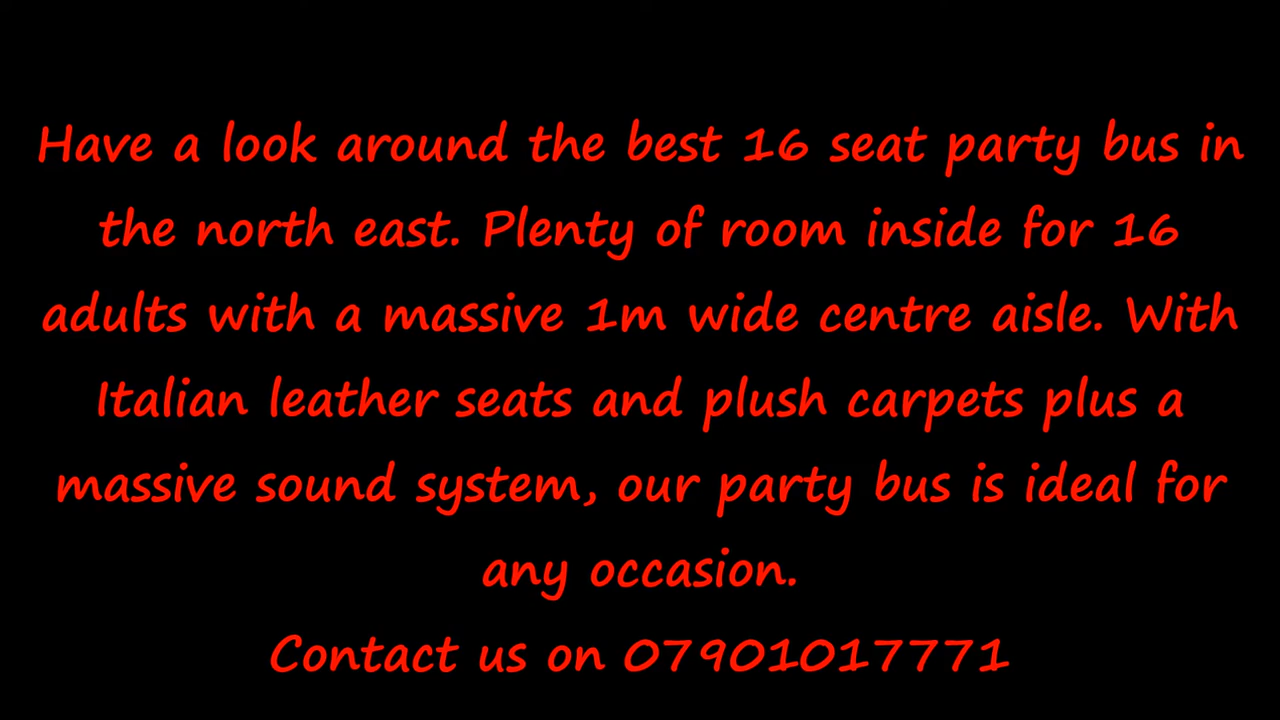 Have a look around the best 16 seat party bus in
the north east. Plenty of room inside for 16
adults with a massive 1m wide centre aisle. With
Italian leather seats and plush carpets plus a
massive sound system, our party bus is ideal for
any occasion.
Contact us on 07901017771